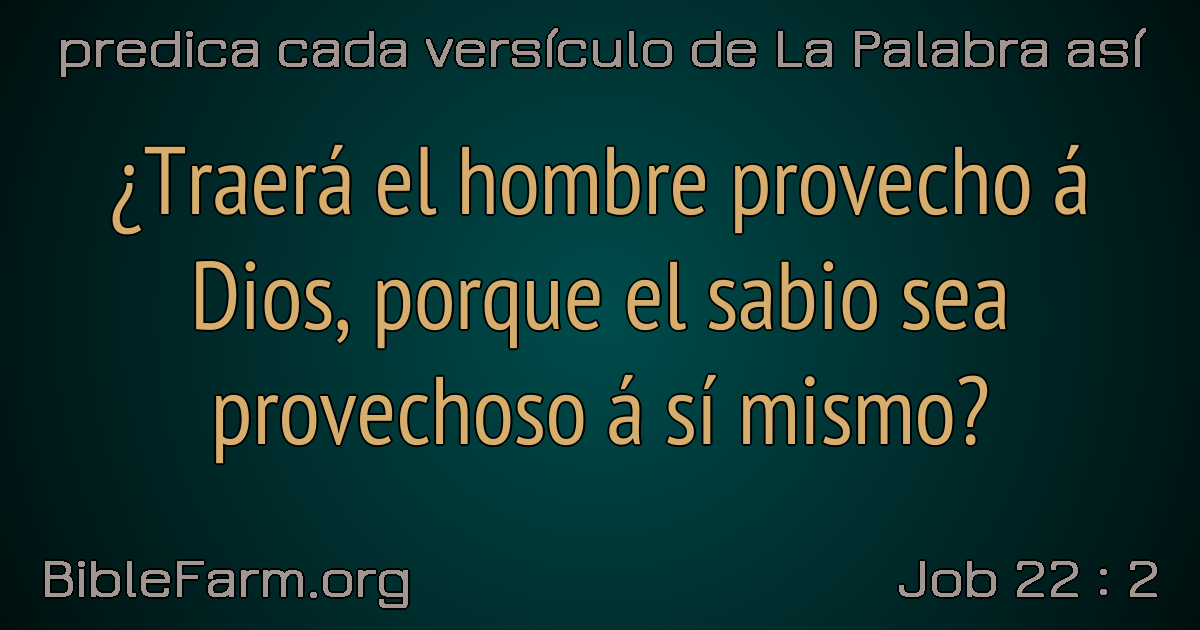 predica cada versículo de La Palabra así
¿Traerá el hombre provecho á
Dios, porque el sabio sea
provechoso á sí mismo?
BibleFarm.org
Job 22 : 2